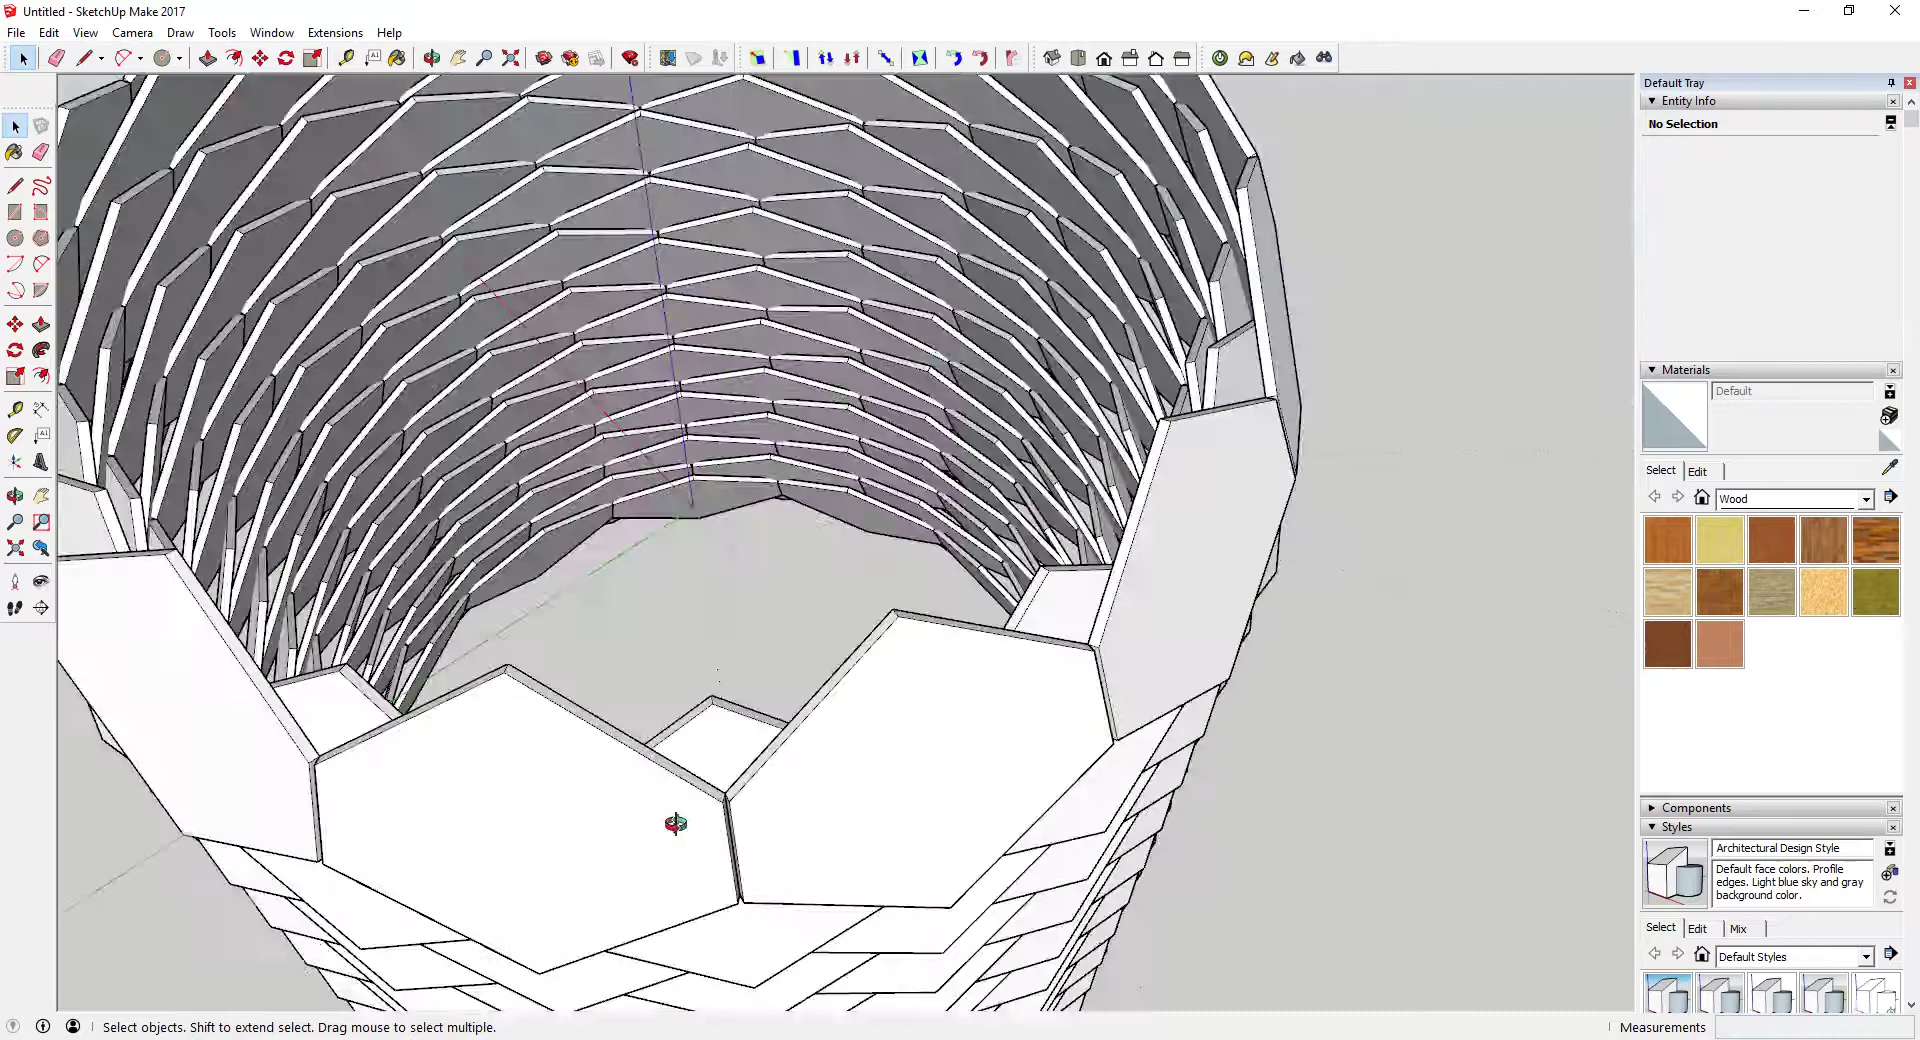 Untitled - SketchUp Make 2017
File Edit View Camera Draw Tools Window Extensions Help
Default Tray
Entity Info
No Selection
Materials
Default
Select Edit
Wood
Components
Styles
Architectural Design Style
Default face colors. Profile
edges. Light blue sky and gray
background color.
Select Edit Mix
Default Styles
Select objects. Shift to extend select. Drag mouse to select multiple.
Measurements